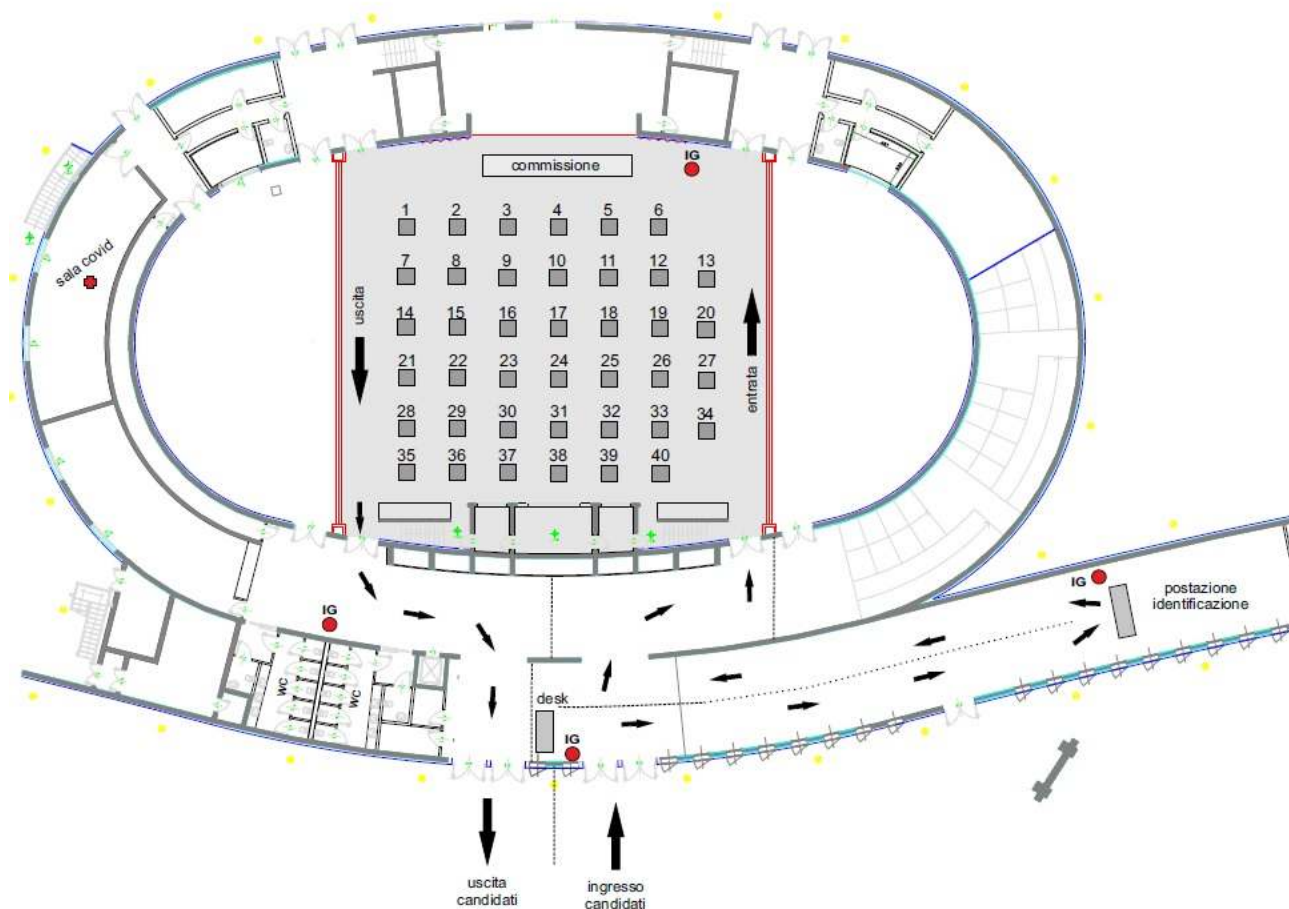 commissione
IG
1 2 3 4 5 6
7 8 9 10 11 12 13
14 15 16 17 18 19 20
21 22 23 24 25 26 27
28 29 30 31 32 33 34
35 36 37 38 39 40
sala covid
uscita
entrata
IG
postazione
identificazione
IG
wc
wc
desk
IG
uscita
candidati
ingresso
candidati